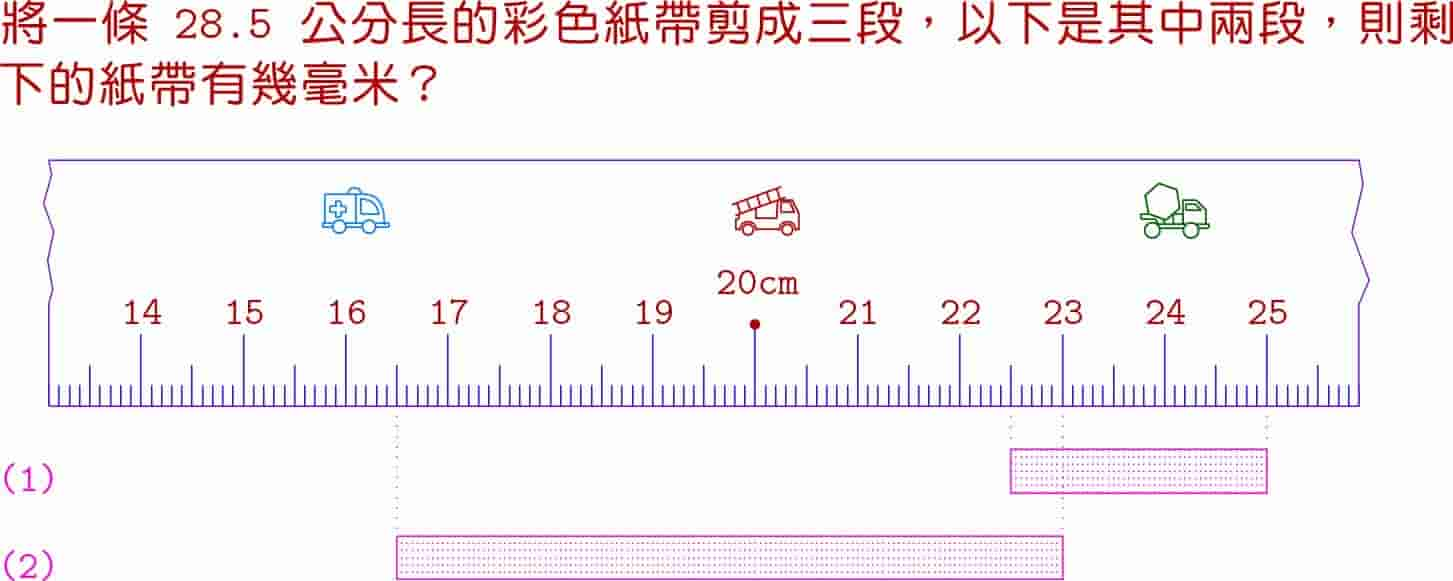 將一條 28.5 公分長的彩色紙帶剪成三段，以下是其中兩段，則剩
下的紙帶有幾毫米？
20cm
14 15 16 17 18 19 21 22 23 24 25
(1)
(2)